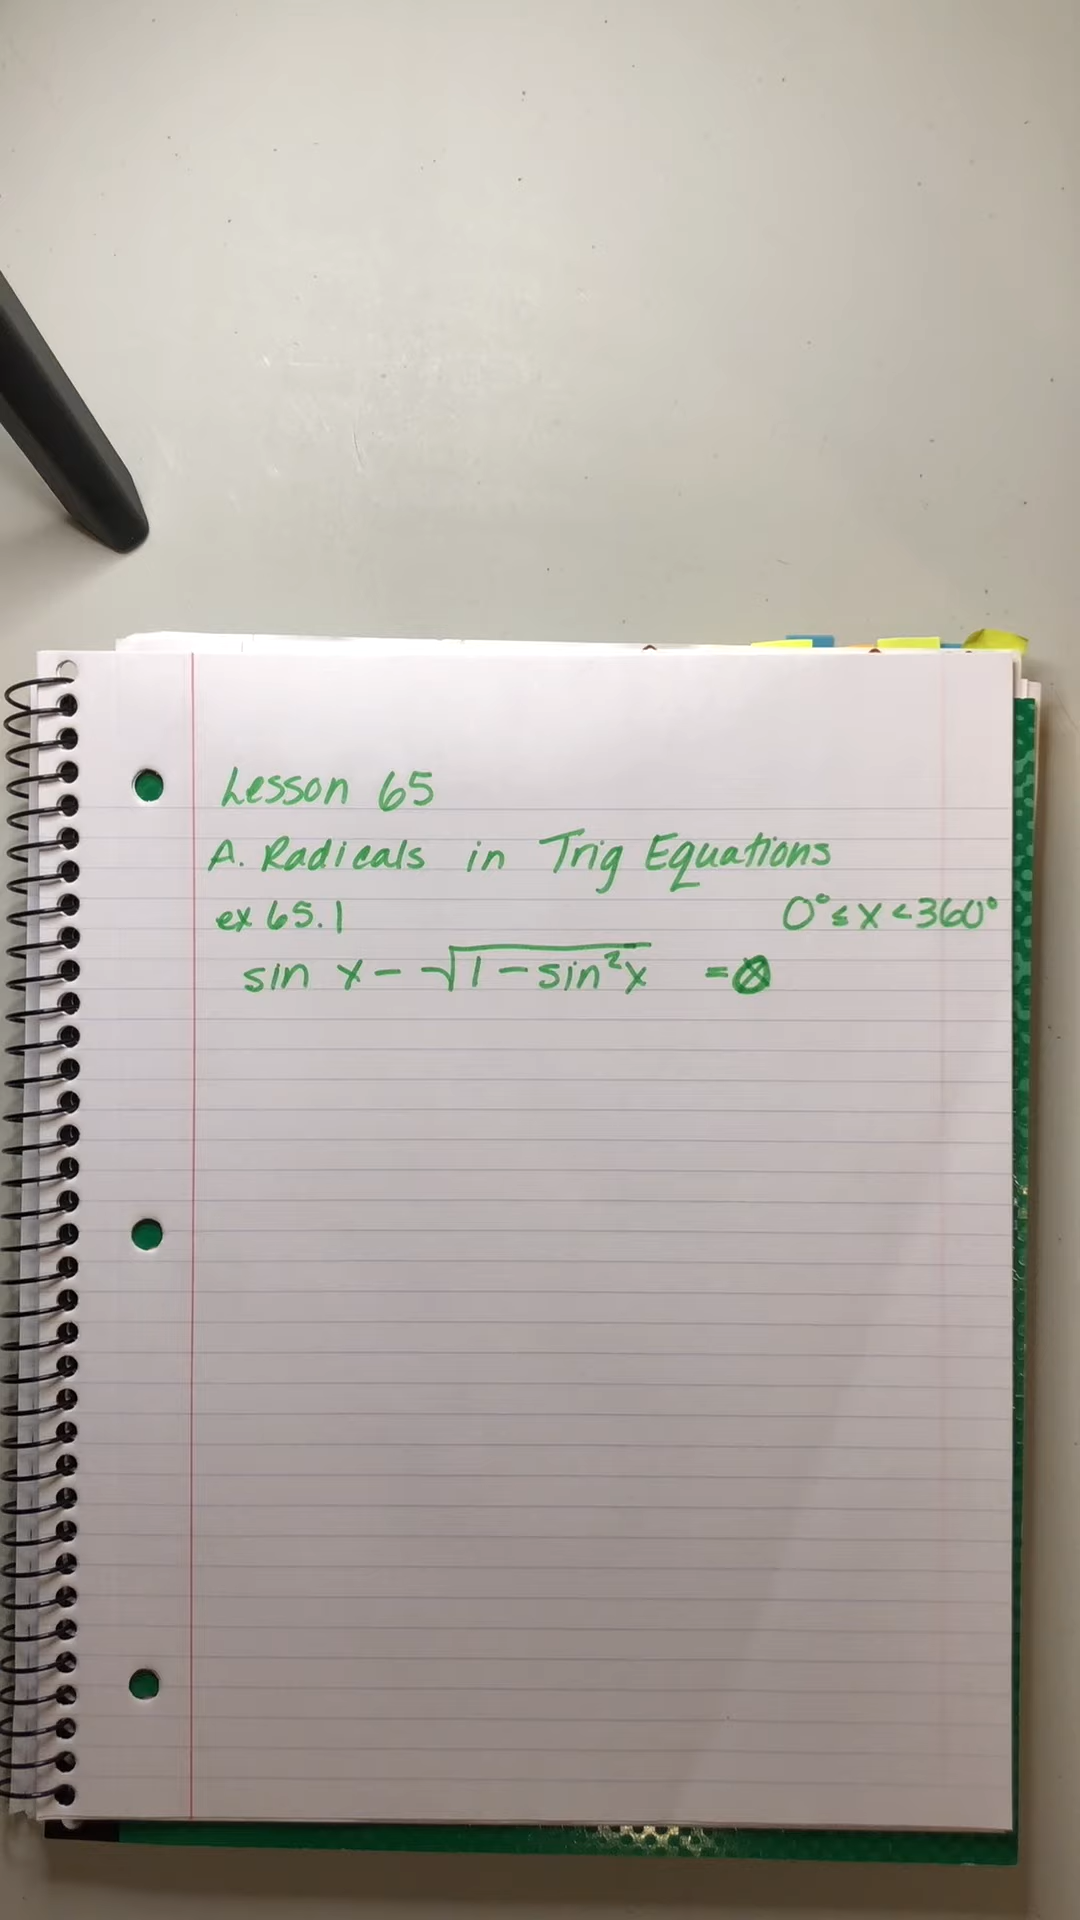 Lesson 65
A. Radicals in Trig Equations
ex 65.1 0° ≤ x < 360°
sin x - √(1 - sin²x) = 0